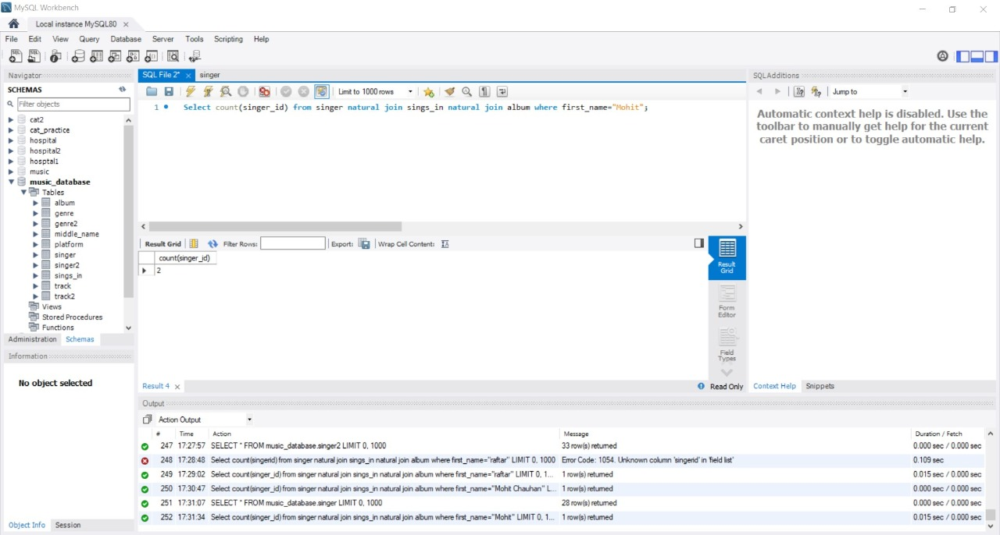 MySQL Workbench
Local instance MySQL80
File Edit View Query Database Server Tools Scripting Help
Navigator
SCHEMAS
Filter objects
cat2
cat_practice
hospital
hospital2
hosptal1
music
music_database
Tables
album
genre
genre2
middle_name
platform
singer
singer2
sings_in
track
track2
Views
Stored Procedures
Functions
Administration Schemas
Information
No object selected
Object Info Session
SQL File 2* singer
Limit to 1000 rows
1 Select count(singer_id) from singer natural join sings_in natural join album where first_name="Mohit";
Result Grid Filter Rows: Export: Wrap Cell Content:
count(singer_id)
2
Result
Grid
Form
Editor
Field
Types
Result 4
Read Only
SQLAdditions
Jump to
Automatic context help is disabled. Use the
toolbar to manually get help for the current
caret position or to toggle automatic help.
Context Help Snippets
Output
Action Output
# Time Action Message Duration / Fetch
247 17:27:57 SELECT * FROM music_database.singer2 LIMIT 0, 1000 33 row(s) returned 0.000 sec / 0.000 sec
248 17:28:48 Select count(singerid) from singer natural join sings_in natural join album where first_name="raftar" LIMIT 0, 1000 Error Code: 1054. Unknown column 'singerid' in 'field list' 0.109 sec
249 17:29:02 Select count(singer_id) from singer natural join sings_in natural join album where first_name="raftar" LIMIT 0, 1... 1 row(s) returned 0.015 sec / 0.000 sec
250 17:30:47 Select count(singer_id) from singer natural join sings_in natural join album where first_name="Mohit Chauhan" L... 1 row(s) returned 0.000 sec / 0.000 sec
251 17:31:07 SELECT * FROM music_database.singer LIMIT 0, 1000 28 row(s) returned 0.000 sec / 0.000 sec
252 17:31:34 Select count(singer_id) from singer natural join sings_in natural join album where first_name="Mohit" LIMIT 0, 1... 1 row(s) returned 0.015 sec / 0.000 sec